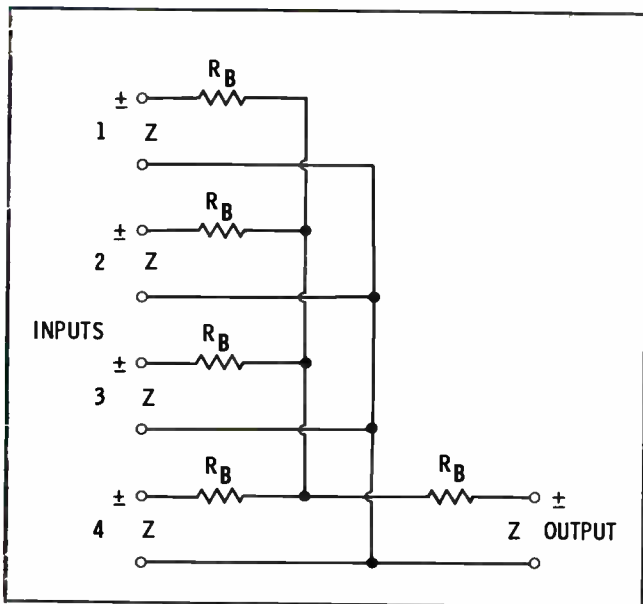 R_B
± 
1 Z
R_B
±
2 Z
INPUTS
R_B
±
3 Z
R_B R_B
± ±
4 Z Z OUTPUT